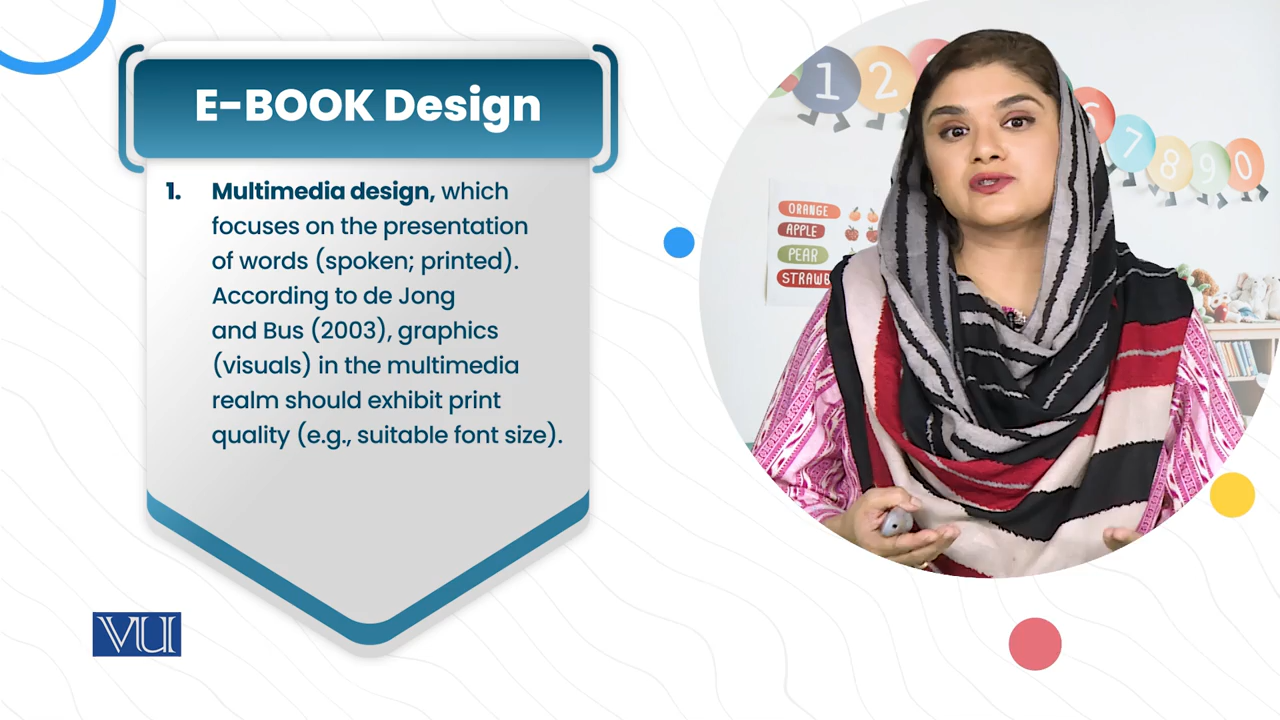 E-BOOK Design
1. Multimedia design, which
focuses on the presentation
of words (spoken; printed).
According to de Jong
and Bus (2003), graphics
(visuals) in the multimedia
realm should exhibit print
quality (e.g., suitable font size).
1 2 6 7 8 9 0
ORANGE
APPLE
PEAR
STRAWB
VU